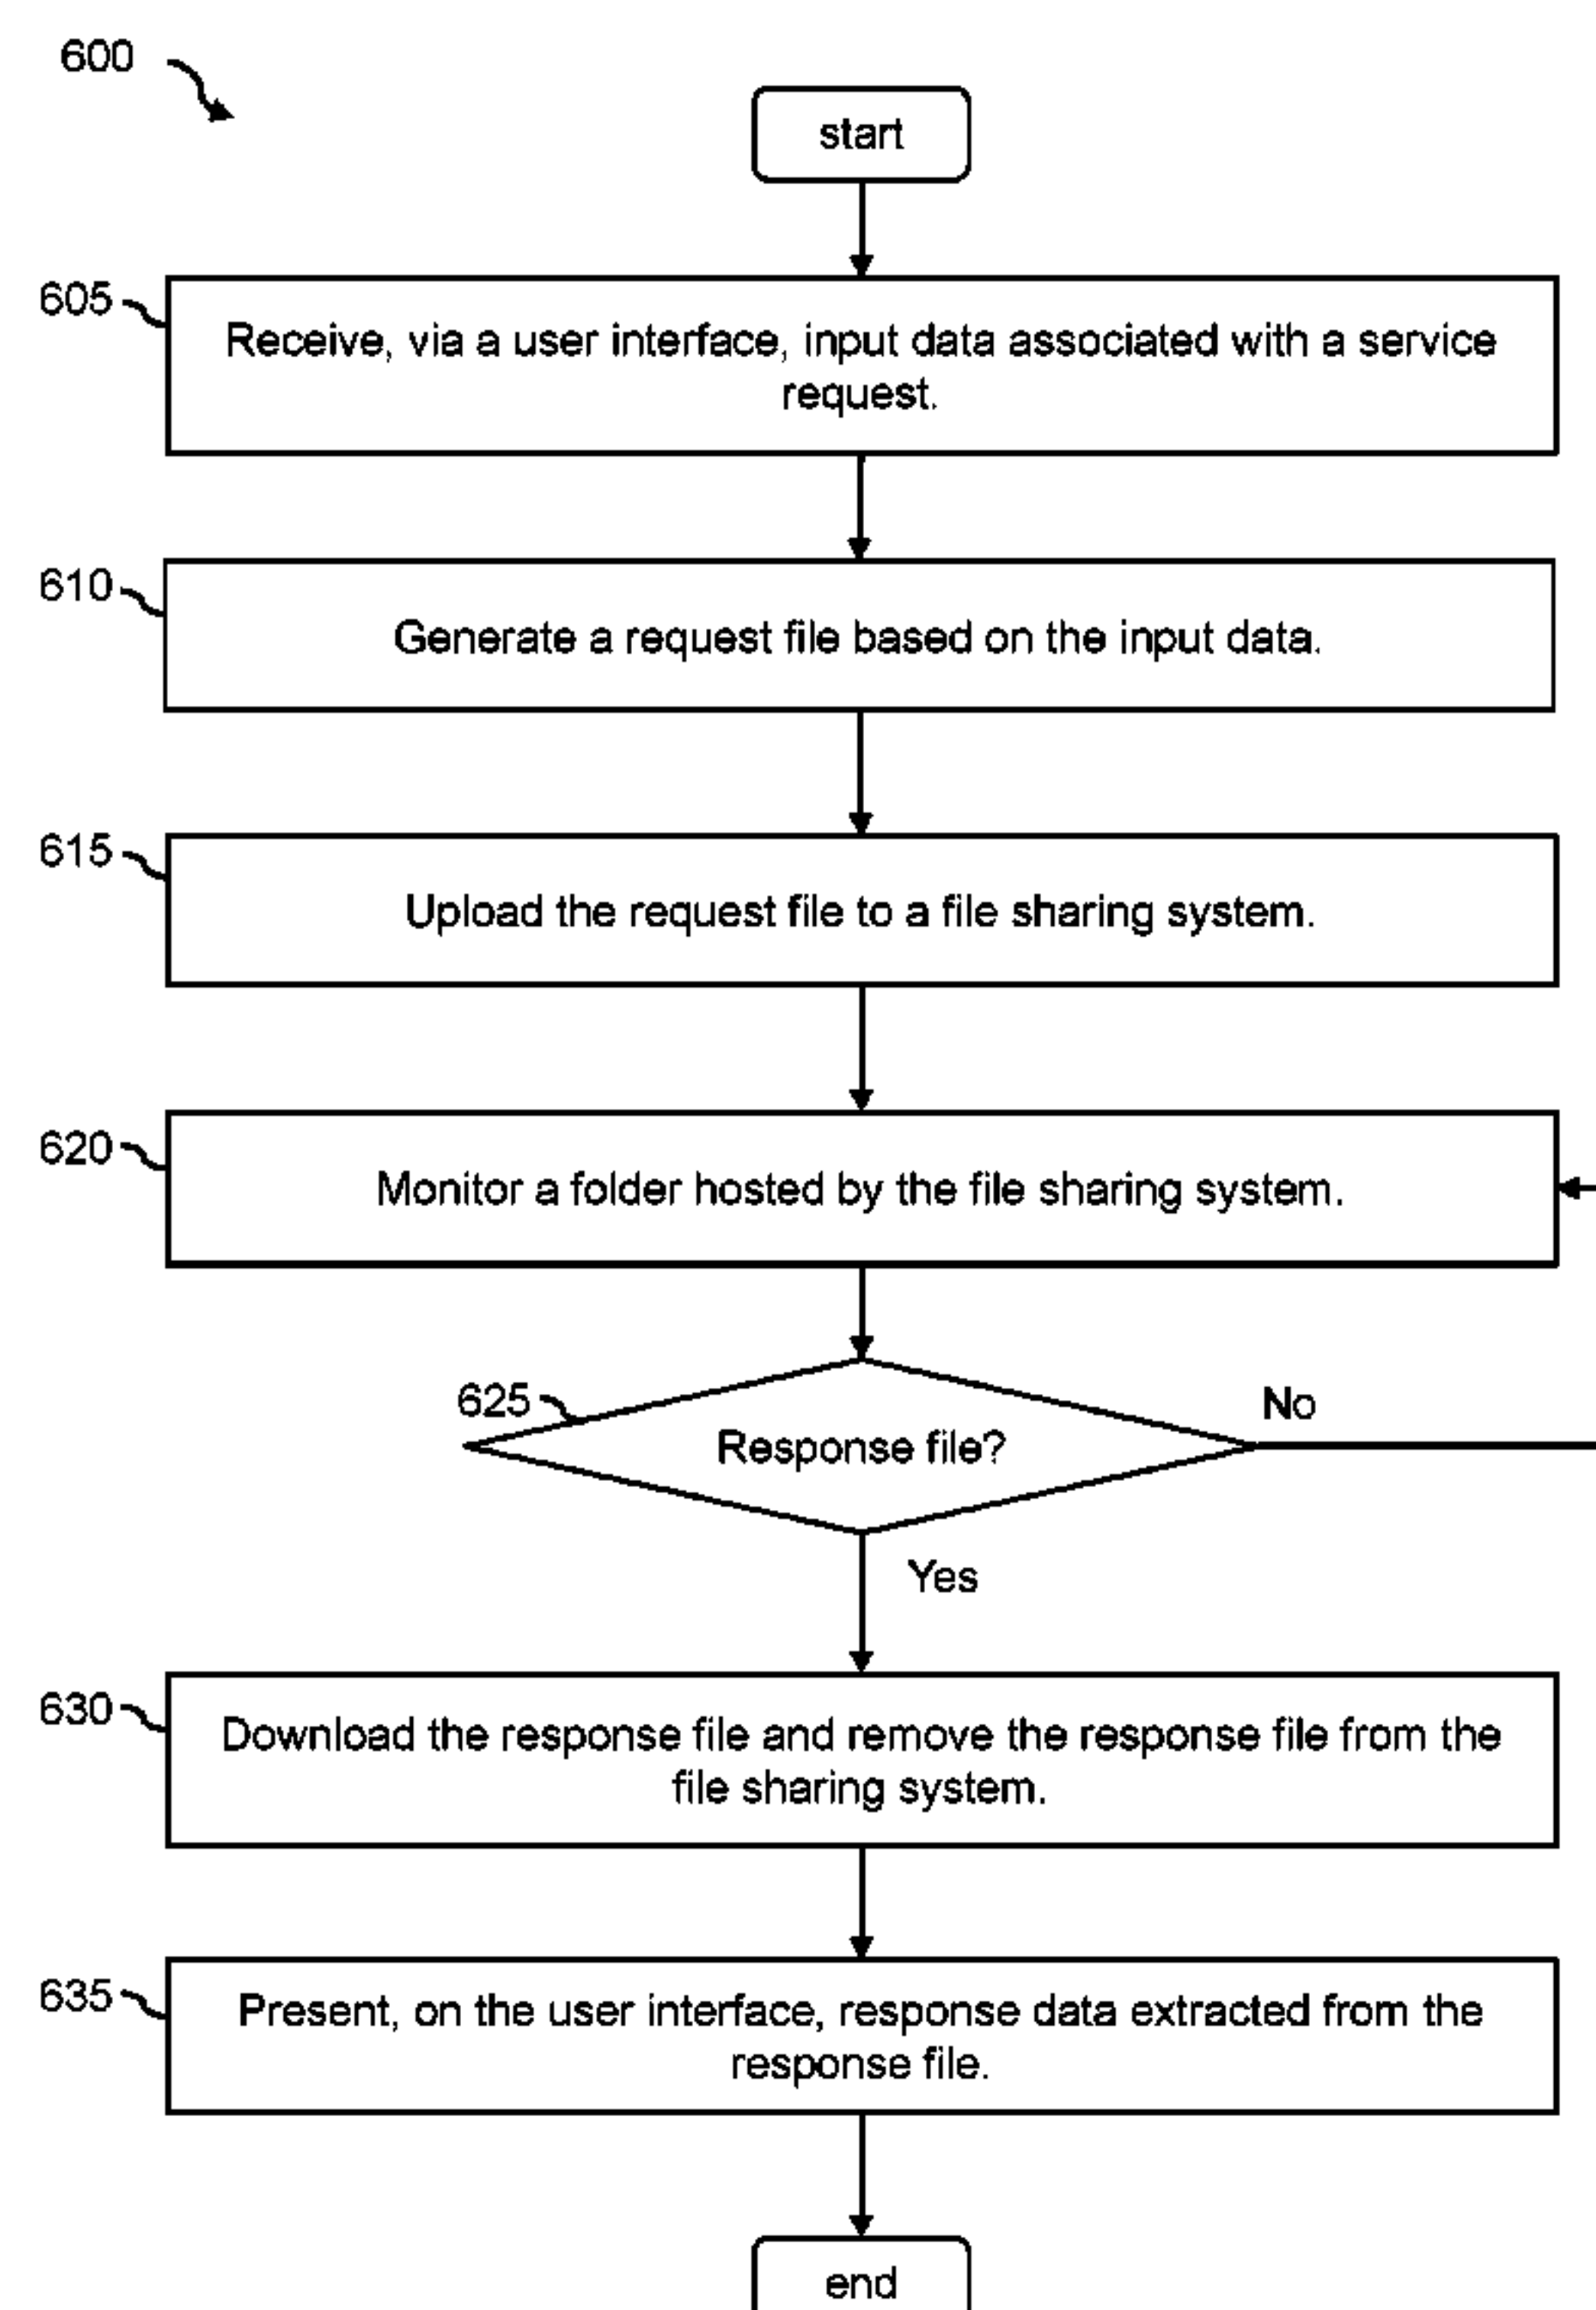 600
start
605
Receive, via a user interface, input data associated with a service
request.
610
Generate a request file based on the input data.
615
Upload the request file to a file sharing system.
620
Monitor a folder hosted by the file sharing system.
625
Response file?
No
Yes
630
Download the response file and remove the response file from the
file sharing system.
635
Present, on the user interface, response data extracted from the
response file.
end